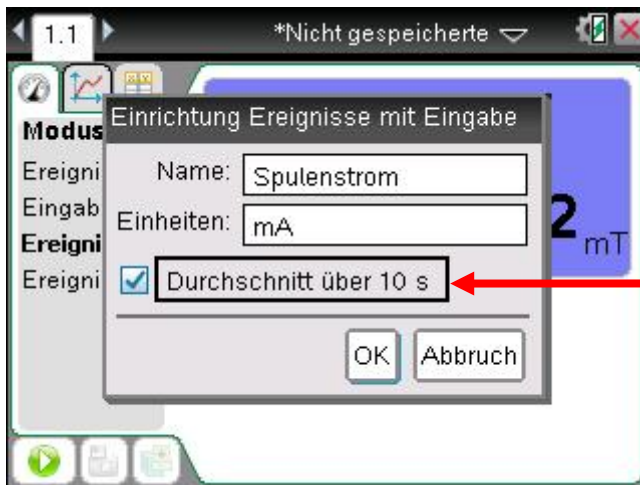 1.1 *Nicht gespeicherte
Einrichtung Ereignisse mit Eingabe
Modus
Ereigni
Name: Spulenstrom
Eingab
Einheiten: mA
2 mT
Ereigni
Ereigni
Durchschnitt über 10 s
OK Abbruch